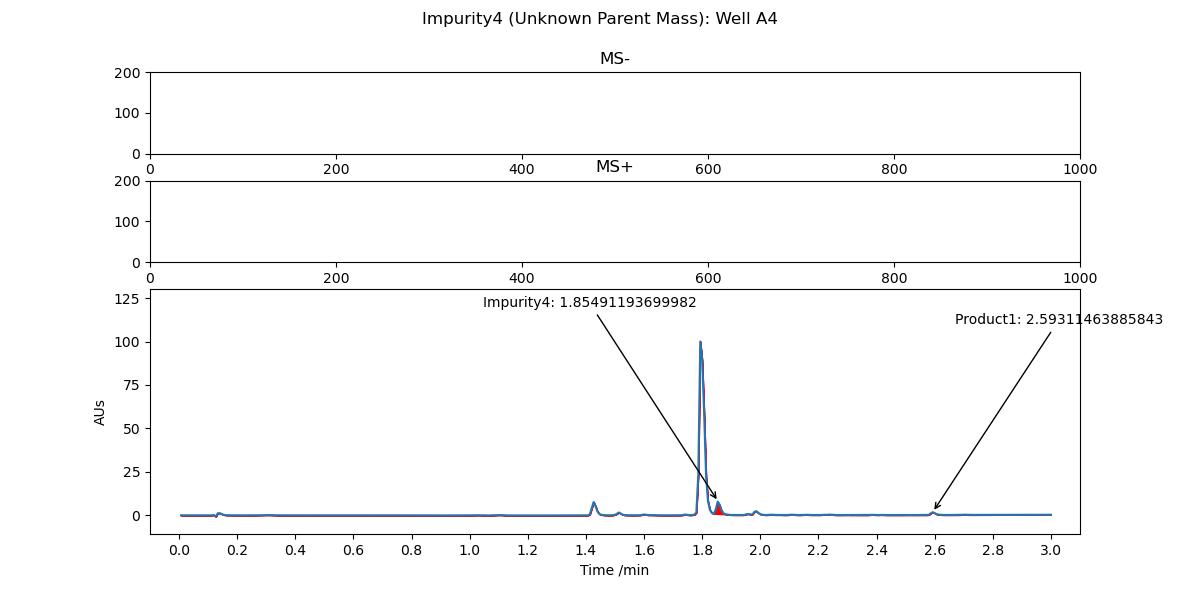 Impurity4 (Unknown Parent Mass): Well A4
MS-
200
100
0
0 200 400 600 800 1000
MS+
200
100
0
0 200 400 600 800 1000
Impurity4: 1.85491193699982
Product1: 2.59311463885843
125
100
75
50
25
0
AUs
0.0 0.2 0.4 0.6 0.8 1.0 1.2 1.4 1.6 1.8 2.0 2.2 2.4 2.6 2.8 3.0
Time /min